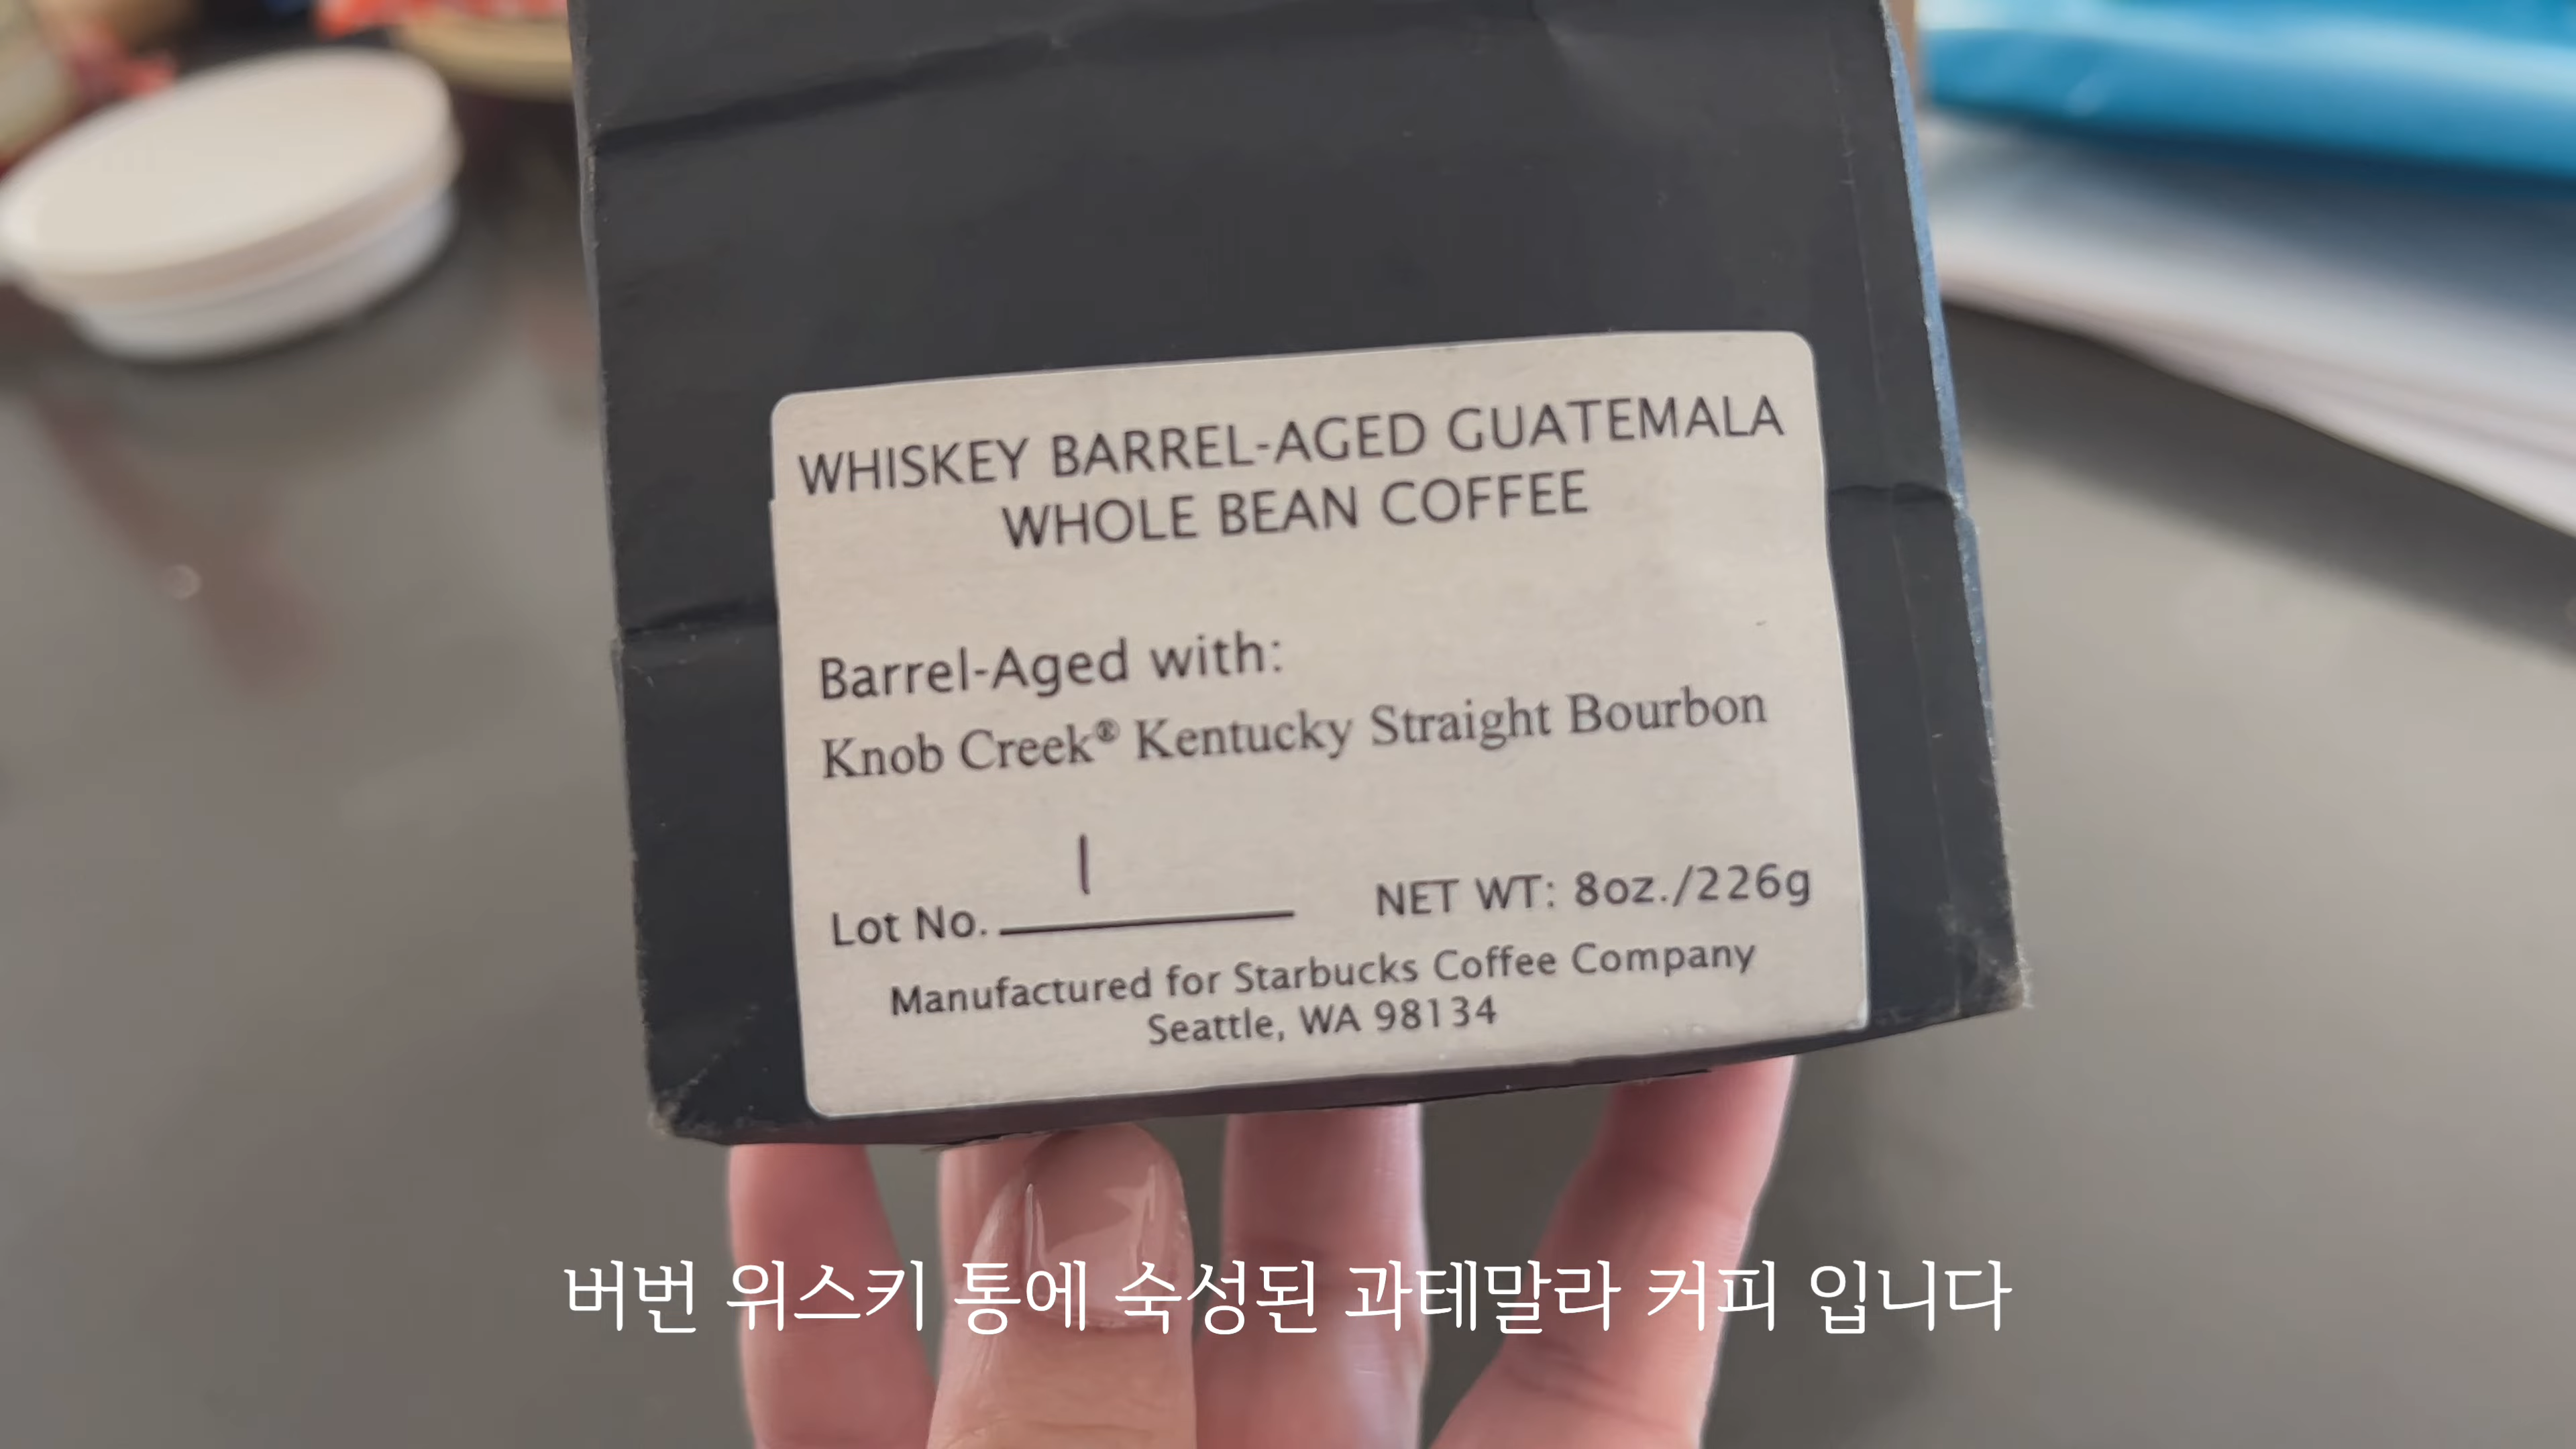 WHISKEY BARREL-AGED GUATEMALA
WHOLE BEAN COFFEE
Barrel-Aged with:
Knob Creek® Kentucky Straight Bourbon
Lot No. 1 NET WT: 8oz./226g
Manufactured for Starbucks Coffee Company
Seattle, WA 98134
버번 위스키 통에 숙성된 과테말라 커피 입니다